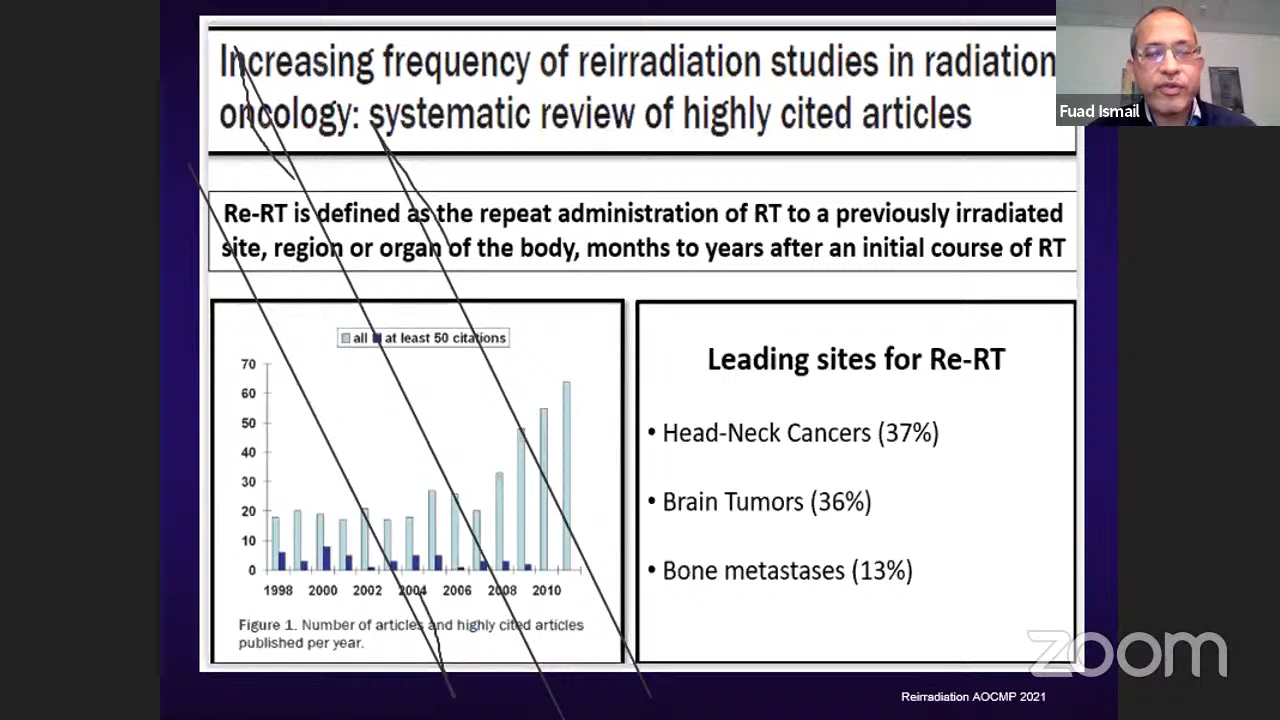 Increasing frequency of reirradiation studies in radiation
oncology: systematic review of highly cited articles
Fuad Ismail
Re-RT is defined as the repeat administration of RT to a previously irradiated
site, region or organ of the body, months to years after an initial course of RT
all at least 50 citations
70
60
50
40
30
20
10
0
1998 2000 2002 2004 2006 2008 2010
Figure 1. Number of articles and highly cited articles
published per year.
Leading sites for Re-RT
• Head-Neck Cancers (37%)
• Brain Tumors (36%)
• Bone metastases (13%)
zoom
Reirradiation AOCMP 2021